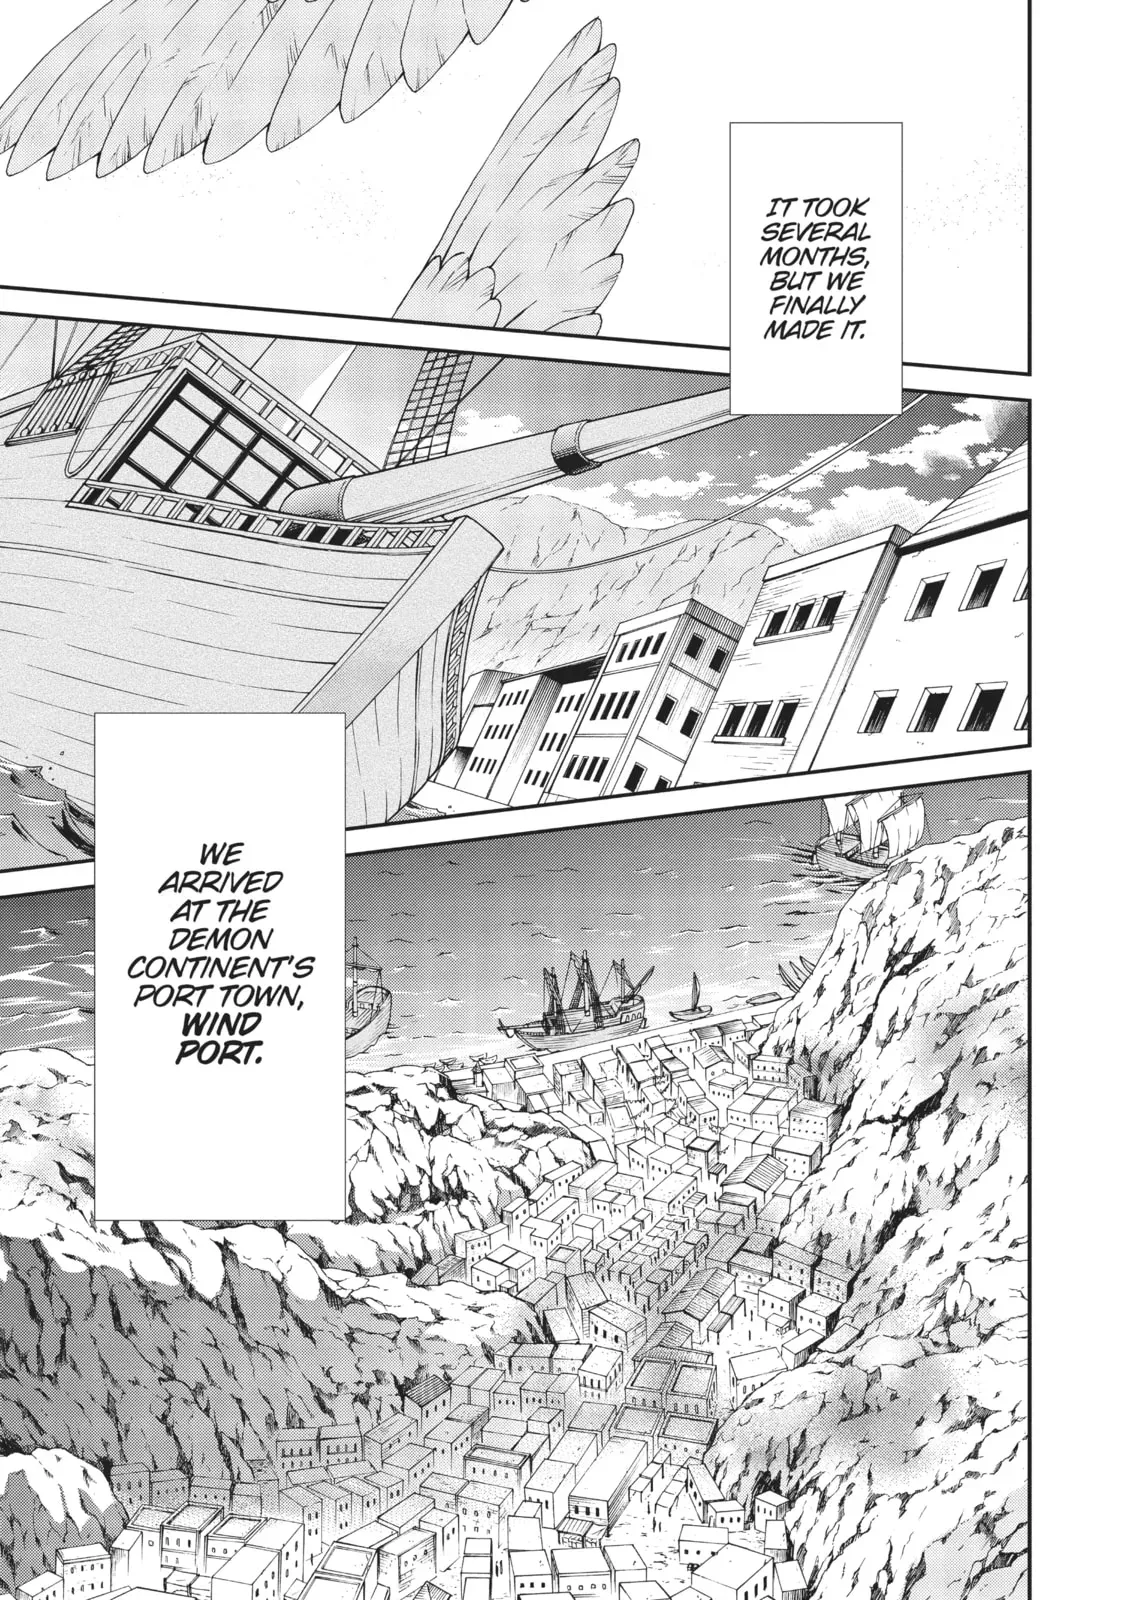 IT TOOK
SEVERAL
MONTHS,
BUT WE
FINALLY
MADE IT.
WE
ARRIVED
AT THE
DEMON
CONTINENT'S
PORT TOWN,
WIND
PORT.